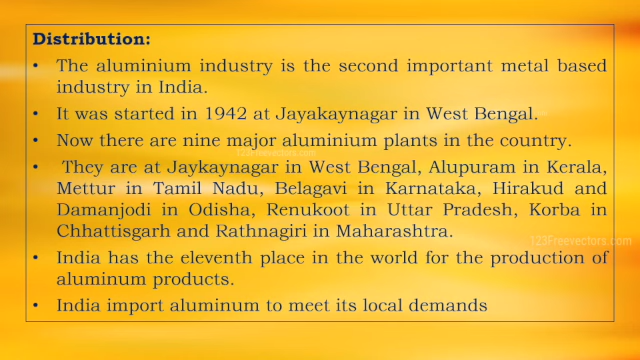 Distribution:
• The aluminium industry is the second important metal based
industry in India.
• It was started in 1942 at Jayakaynagar in West Bengal.
• Now there are nine major aluminium plants in the country.
• They are at Jaykaynagar in West Bengal, Alupuram in Kerala,
Mettur in Tamil Nadu, Belagavi in Karnataka, Hirakud and
Damanjodi in Odisha, Renukoot in Uttar Pradesh, Korba in
Chhattisgarh and Rathnagiri in Maharashtra.
123Freevectors.com
• India has the eleventh place in the world for the production of
aluminum products.
• India import aluminum to meet its local demands